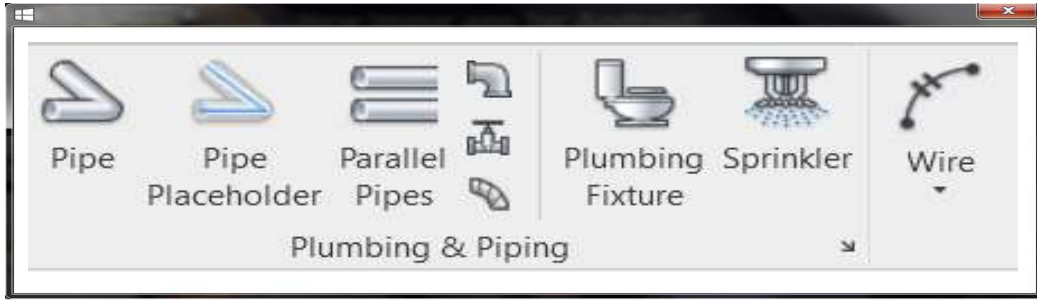 Pipe
Pipe
Placeholder
Parallel
Pipes
Plumbing
Fixture
Sprinkler
Wire
Plumbing & Piping